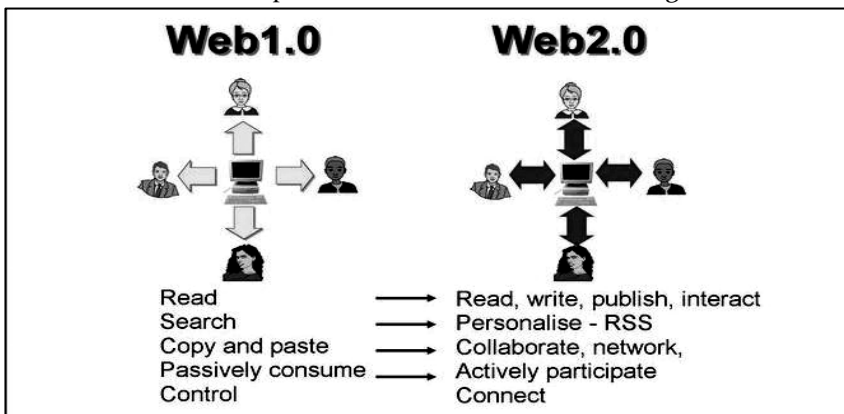 Web1.0 Web2.0
Read Read, write, publish, interact
Search Personalise - RSS
Copy and paste Collaborate, network,
Passively consume Actively participate
Control Connect